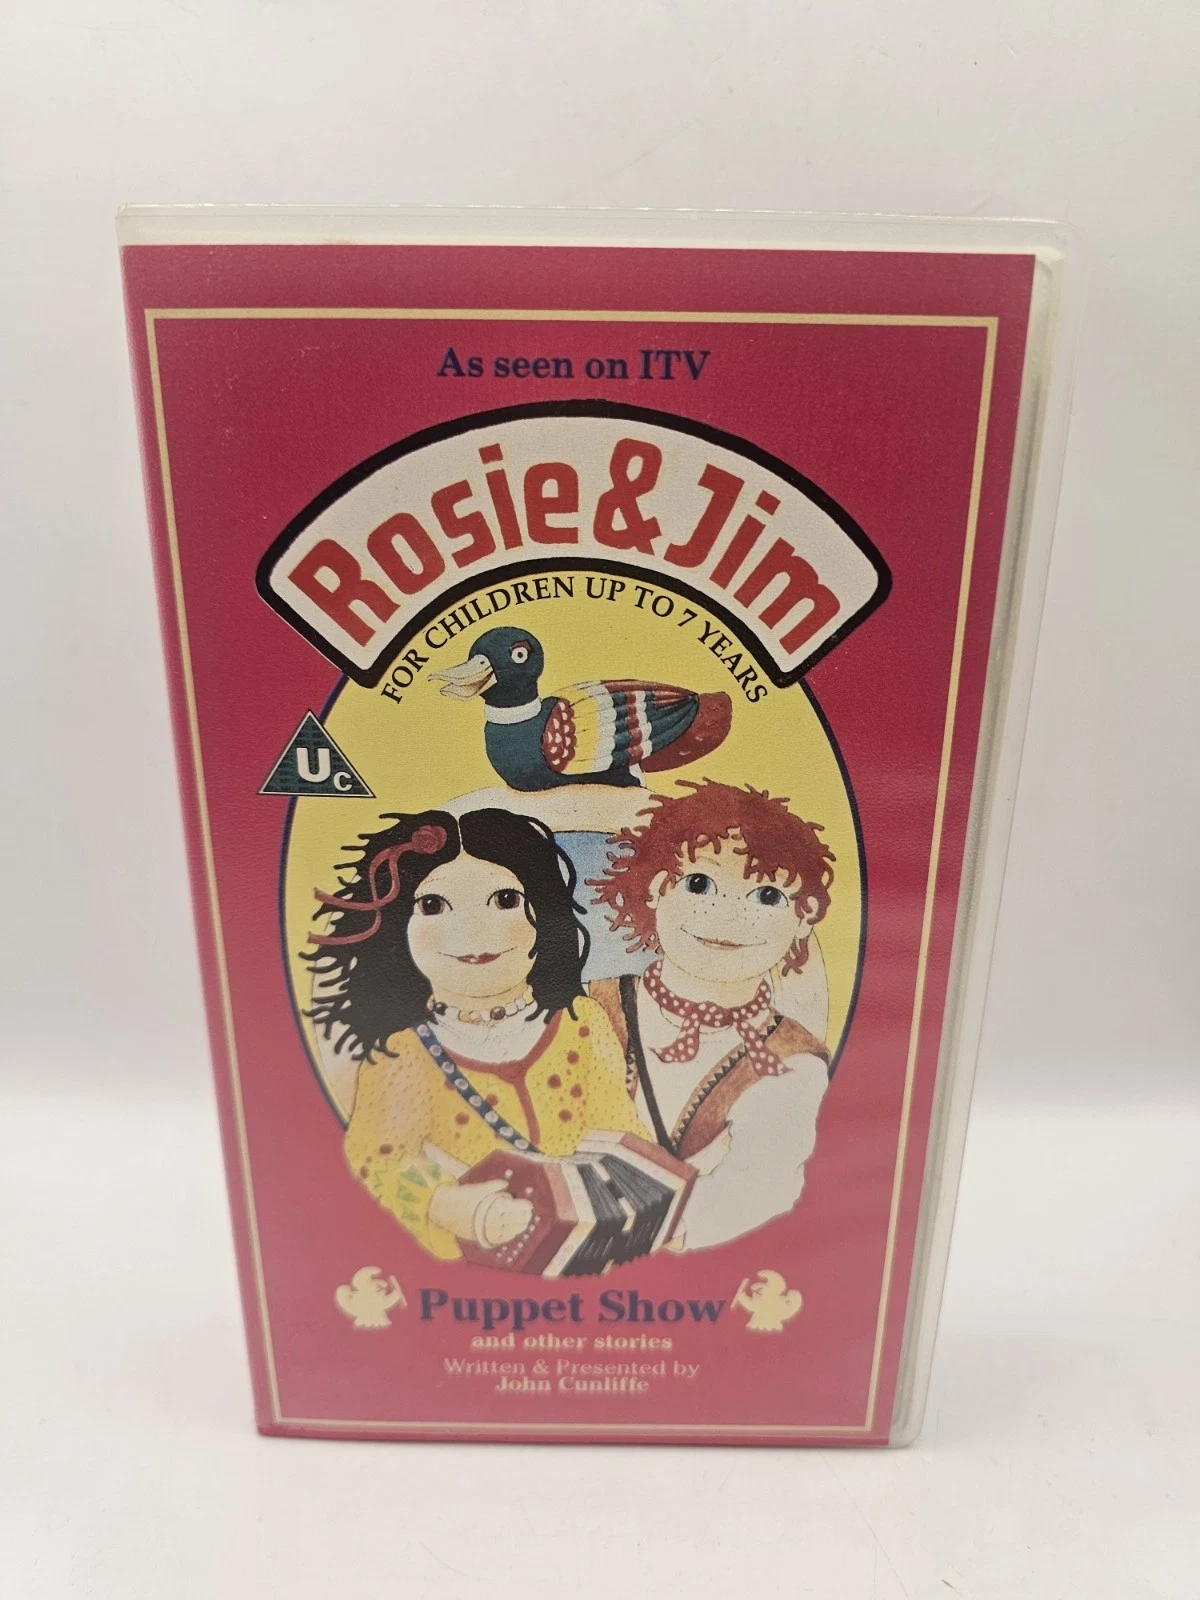 As seen on ITV
Rosie & Jim
FOR CHILDREN UP TO 7 YEARS
Uc
Puppet Show
and other stories
Written & Presented by
John Cunliffe